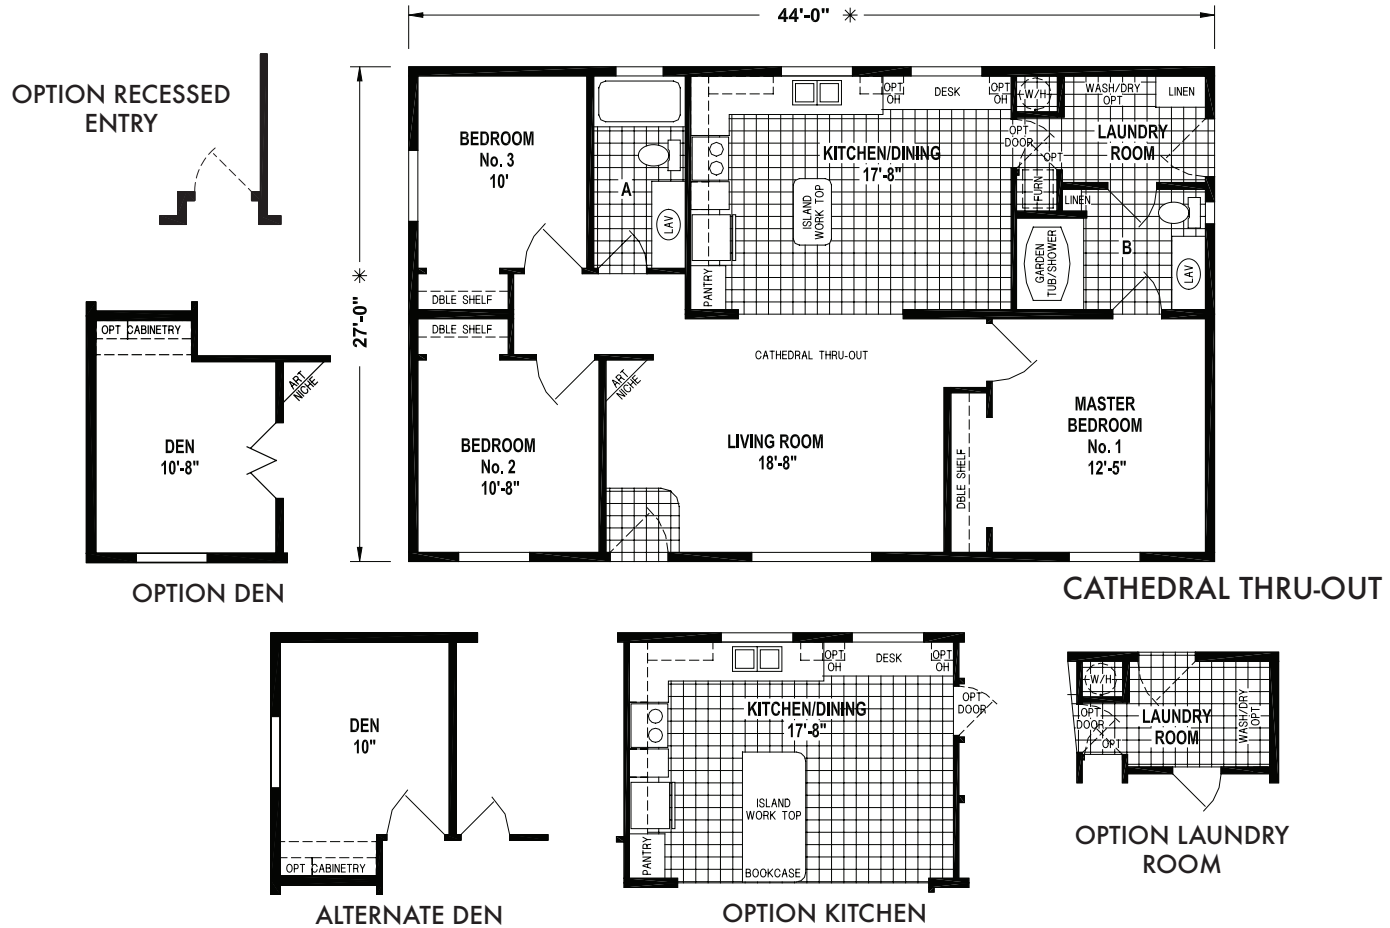 44'-0" ✳
27'-0" ✳
OPTION RECESSED
ENTRY
BEDROOM
No. 3
10'
A
LAV
DBLE SHELF
DBLE SHELF
OPT
OH
DESK
OPT
OH
KITCHEN/DINING
17'-8"
ISLAND
WORK TOP
PANTRY
W/H
WASH/DRY
OPT
LINEN
OPT
DOOR
LAUNDRY
ROOM
OPT
FURN
LINEN
GARDEN
TUB/SHOWER
B
LAV
CATHEDRAL THRU-OUT
ART
NICHE
BEDROOM
No. 2
10'-8"
LIVING ROOM
18'-8"
DBLE SHELF
MASTER
BEDROOM
No. 1
12'-5"
CATHEDRAL THRU-OUT
OPT CABINETRY
ART
NICHE
DEN
10'-8"
OPTION DEN
DEN
10"
OPT CABINETRY
ALTERNATE DEN
OPT
OH
DESK
OPT
OH
KITCHEN/DINING
17'-8"
OPT
DOOR
ISLAND
WORK TOP
BOOKCASE
PANTRY
OPTION KITCHEN
W/H
OPT
DOOR
OPT
LAUNDRY
ROOM
WASH/DRY
OPT
OPTION LAUNDRY
ROOM